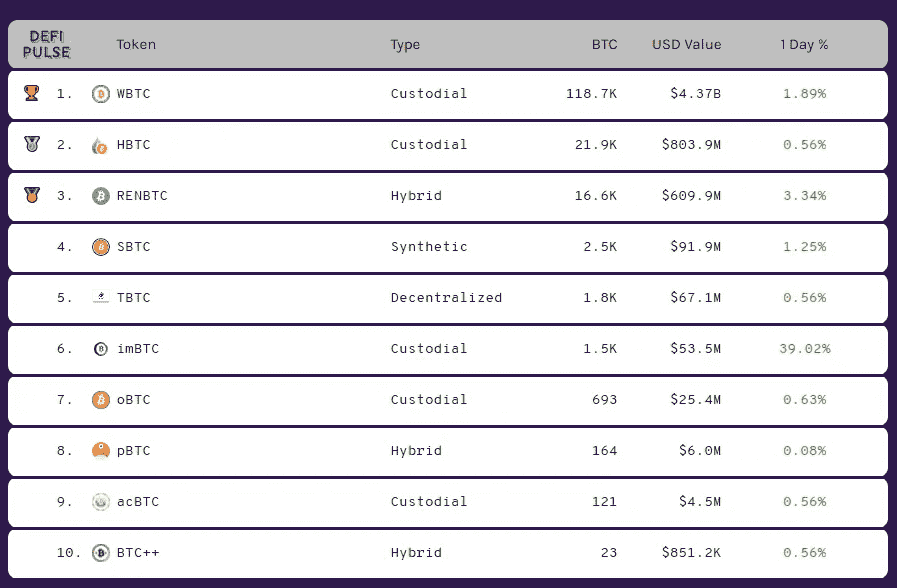 DEFI PULSE Token Type BTC USD Value 1 Day %
1. WBTC Custodial 118.7K $4.37B 1.89%
2. HBTC Custodial 21.9K $803.9M 0.56%
3. RENBTC Hybrid 16.6K $609.9M 3.34%
4. SBTC Synthetic 2.5K $91.9M 1.25%
5. TBTC Decentralized 1.8K $67.1M 0.56%
6. imBTC Custodial 1.5K $53.5M 39.02%
7. oBTC Custodial 693 $25.4M 0.63%
8. pBTC Hybrid 164 $6.0M 0.08%
9. acBTC Custodial 121 $4.5M 0.56%
10. BTC++ Hybrid 23 $851.2K 0.56%